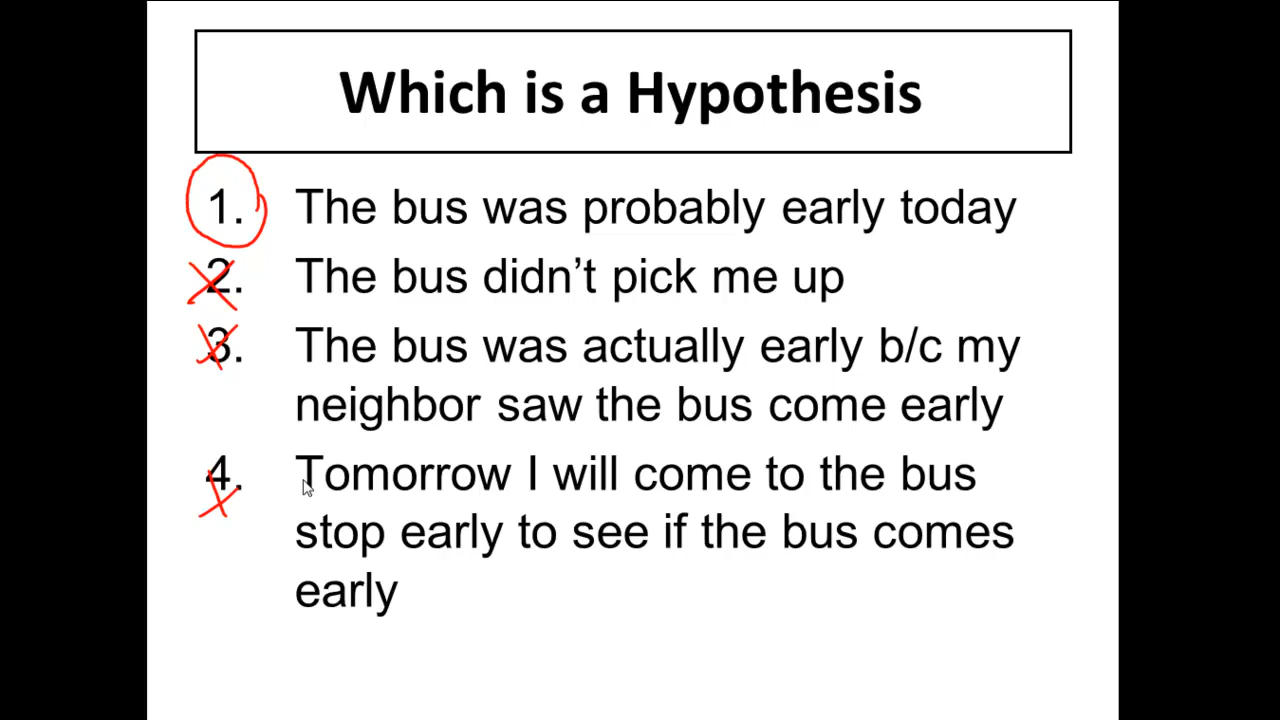 Which is a Hypothesis
1. The bus was probably early today
2. The bus didn’t pick me up
3. The bus was actually early b/c my
neighbor saw the bus come early
4. Tomorrow I will come to the bus
stop early to see if the bus comes
early